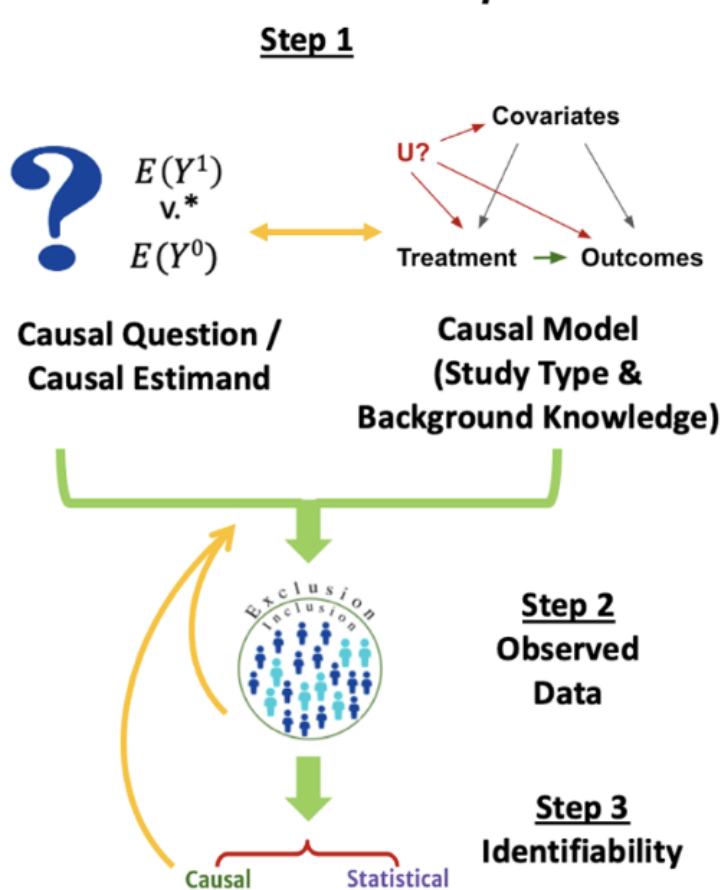 Step 1
?
E(Y¹)
v.*
E(Y⁰)
Covariates
U?
Treatment
Outcomes
Causal Question /
Causal Estimand
Causal Model
(Study Type &
Background Knowledge)
Exclusion
Inclusion
Step 2
Observed
Data
Step 3
Identifiability
Causal
Statistical